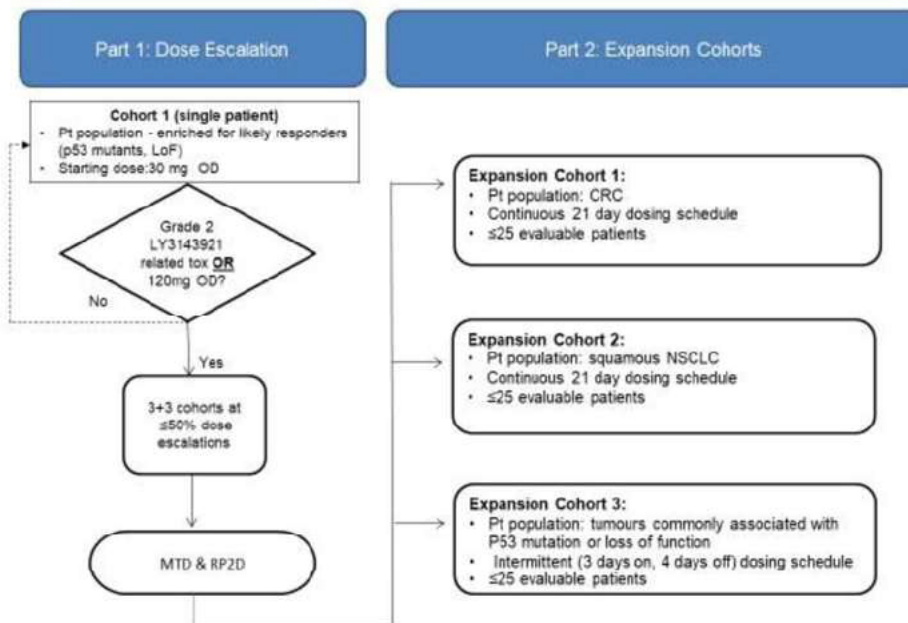 Part 1: Dose Escalation
Cohort 1 (single patient)
- Pt population - enriched for likely responders
(p53 mutants, LoF)
- Starting dose:30 mg OD
Grade 2
LY3143921
related tox OR
120mg OD?
No
Yes
3+3 cohorts at
≤50% dose
escalations
MTD & RP2D
Part 2: Expansion Cohorts
Expansion Cohort 1:
• Pt population: CRC
• Continuous 21 day dosing schedule
• ≤25 evaluable patients
Expansion Cohort 2:
• Pt population: squamous NSCLC
• Continuous 21 day dosing schedule
• ≤25 evaluable patients
Expansion Cohort 3:
• Pt population: tumours commonly associated with
P53 mutation or loss of function
• Intermittent (3 days on, 4 days off) dosing schedule
• ≤25 evaluable patients